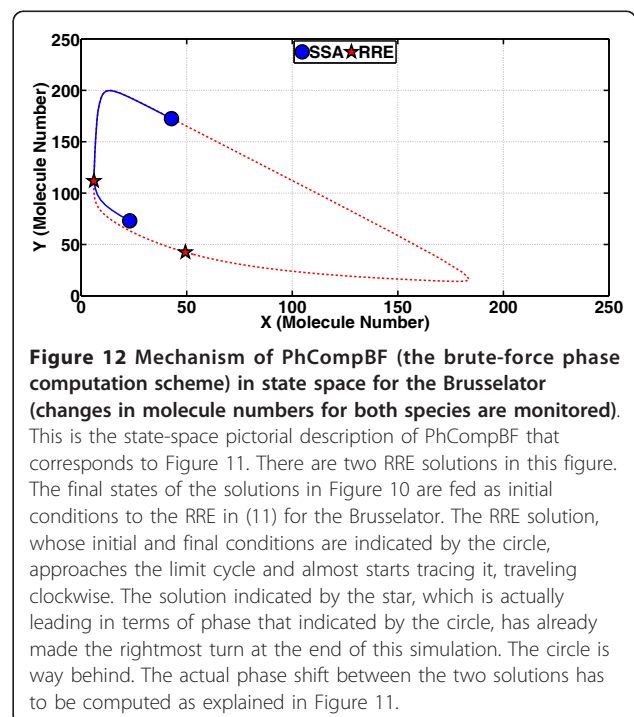 250
SSA RRE
200
150
100
50
0
Y (Molecule Number)
0 50 100 150 200 250
X (Molecule Number)
Figure 12 Mechanism of PhCompBF (the brute-force phase
computation scheme) in state space for the Brusselator
(changes in molecule numbers for both species are monitored).
This is the state-space pictorial description of PhCompBF that
corresponds to Figure 11. There are two RRE solutions in this figure.
The final states of the solutions in Figure 10 are fed as initial
conditions to the RRE in (11) for the Brusselator. The RRE solution,
whose initial and final conditions are indicated by the circle,
approaches the limit cycle and almost starts tracing it, traveling
clockwise. The solution indicated by the star, which is actually
leading in terms of phase that indicated by the circle, has already
made the rightmost turn at the end of this simulation. The circle is
way behind. The actual phase shift between the two solutions has
to be computed as explained in Figure 11.